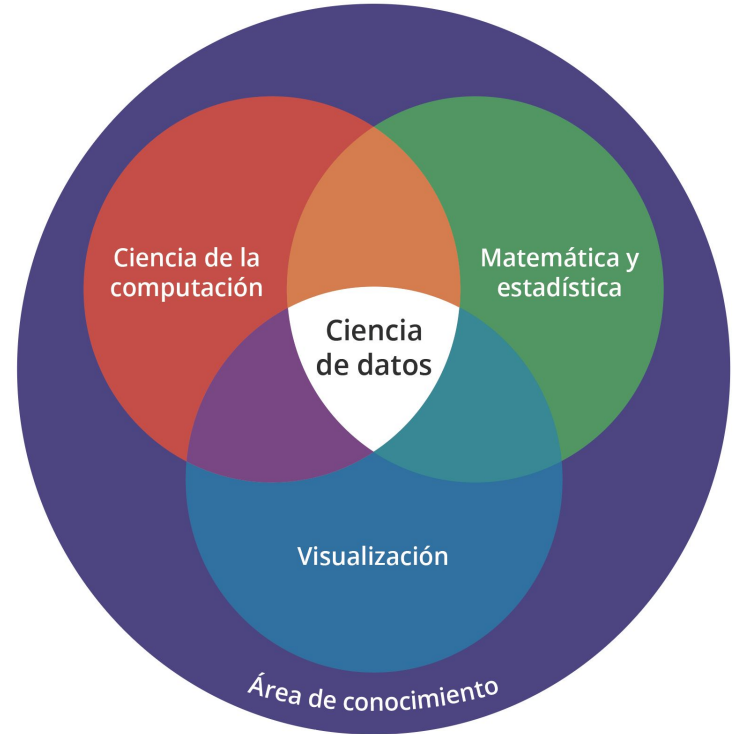 Ciencia de la
computación
Matemática y
estadística
Ciencia
de datos
Visualización
Área de conocimiento